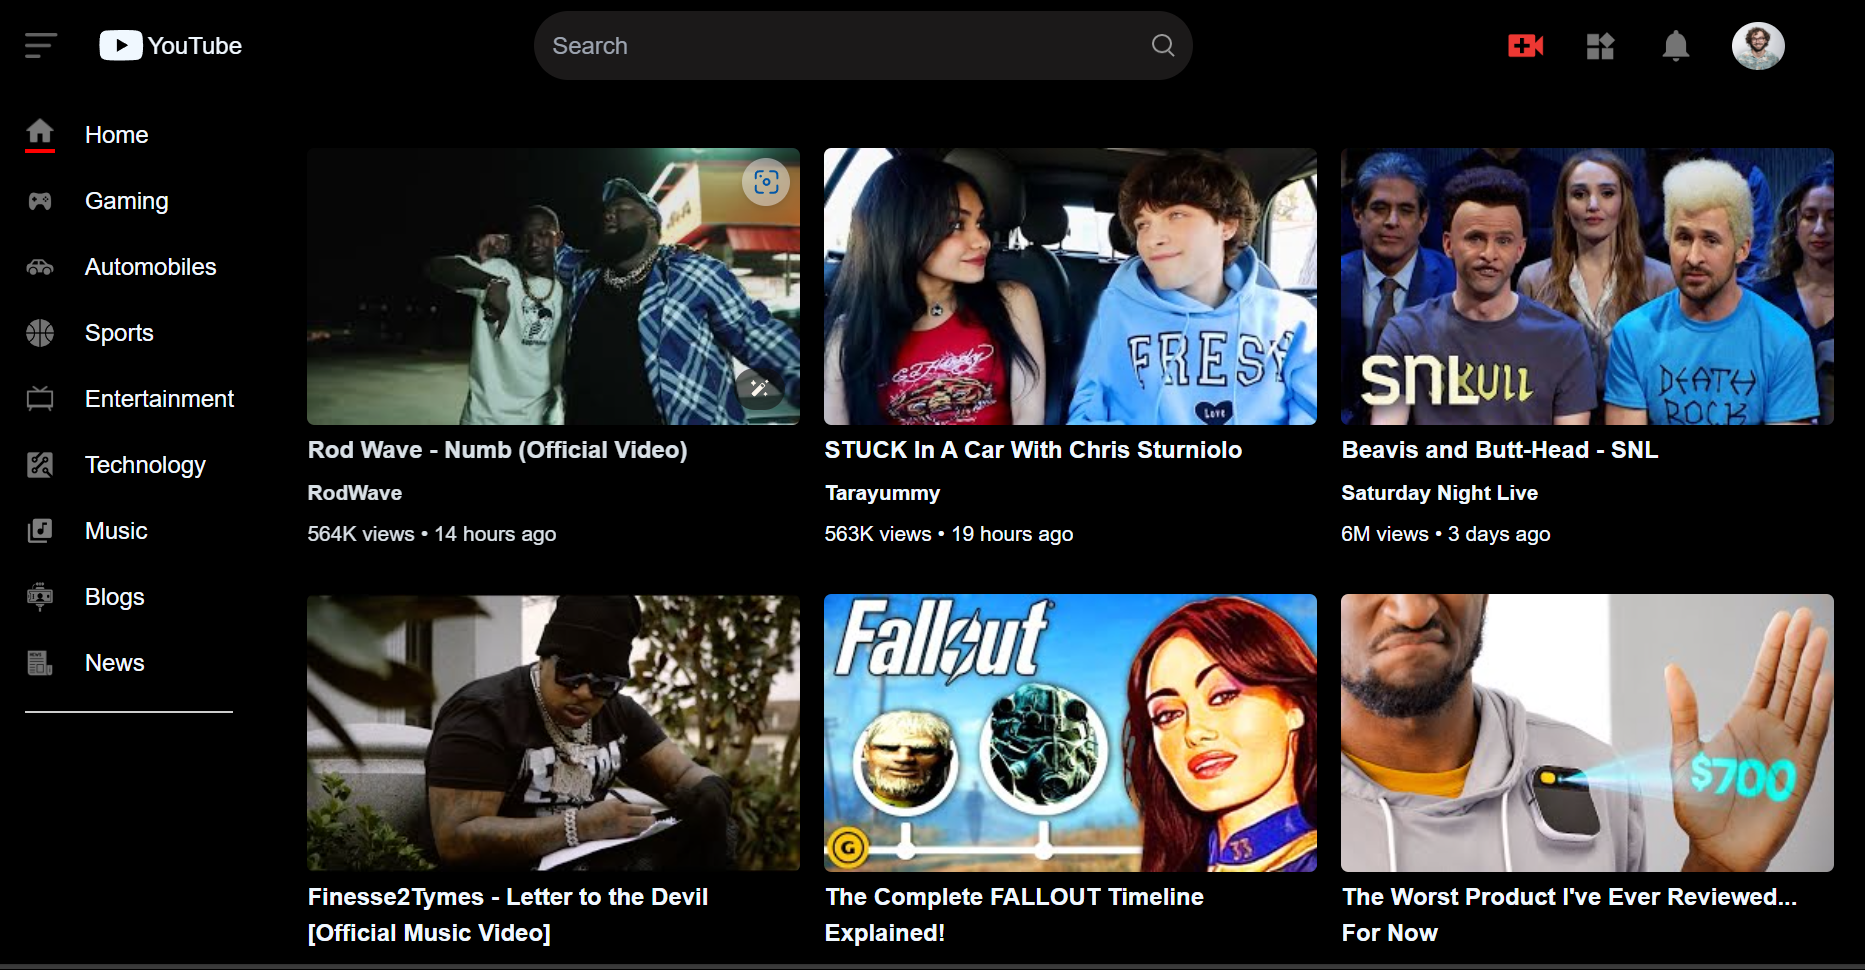 YouTube
Search
Home
Gaming
Automobiles
Sports
Entertainment
Technology
Music
Blogs
News
FRESH
Love
SNLKULL
DEATH
ROCK
Rod Wave - Numb (Official Video)
RodWave
564K views • 14 hours ago
STUCK In A Car With Chris Sturniolo
Tarayummy
563K views • 19 hours ago
Beavis and Butt-Head - SNL
Saturday Night Live
6M views • 3 days ago
Fallout
G
33
$700
Finesse2Tymes - Letter to the Devil
[Official Music Video]
The Complete FALLOUT Timeline
Explained!
The Worst Product I've Ever Reviewed...
For Now